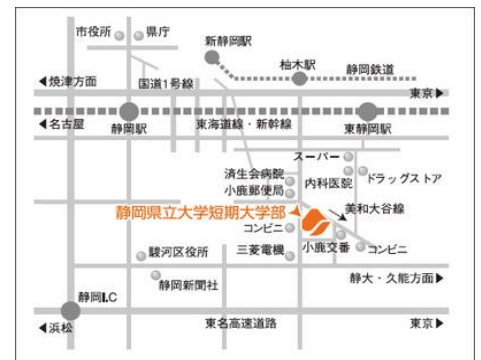 市役所
県庁
新静岡駅
柚木駅
静岡鉄道
◀焼津方面
国道1号線
東京▶
◀名古屋
静岡駅
東海道線・新幹線
東静岡駅
スーパー
済生会病院
内科医院
ドラッグストア
小鹿郵便局
静岡県立大学短期大学部
美和大谷線
コンビニ
駿河区役所
三菱電機
小鹿交番
コンビニ
静岡新聞社
静大・久能方面▶
静岡I.C
◀浜松
東名高速道路
東京▶